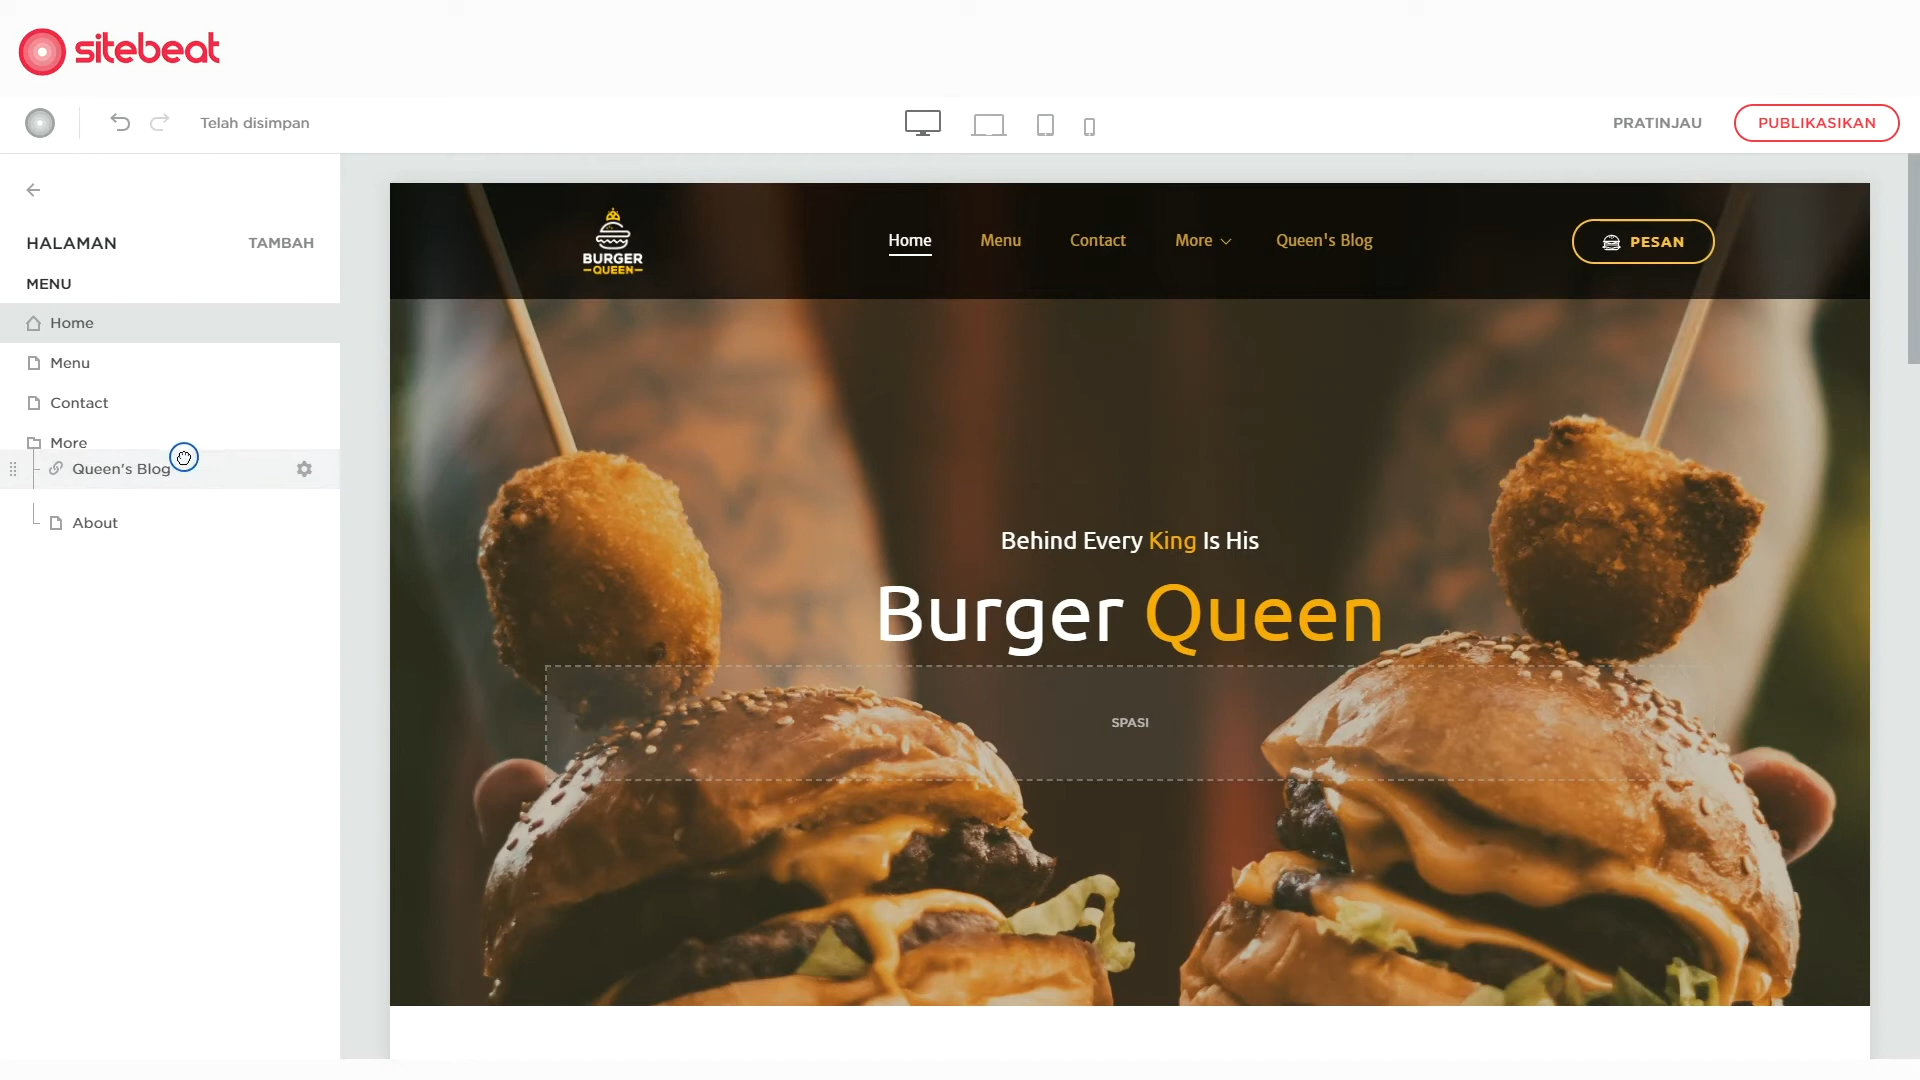 sitebeat
Telah disimpan
PRATINJAU
PUBLIKASIKAN
HALAMAN
TAMBAH
MENU
Home
Menu
Contact
More
Queen's Blog
About
BURGER
QUEEN
Home
Menu
Contact
More
Queen's Blog
PESAN
Behind Every King Is His
Burger Queen
SPASI